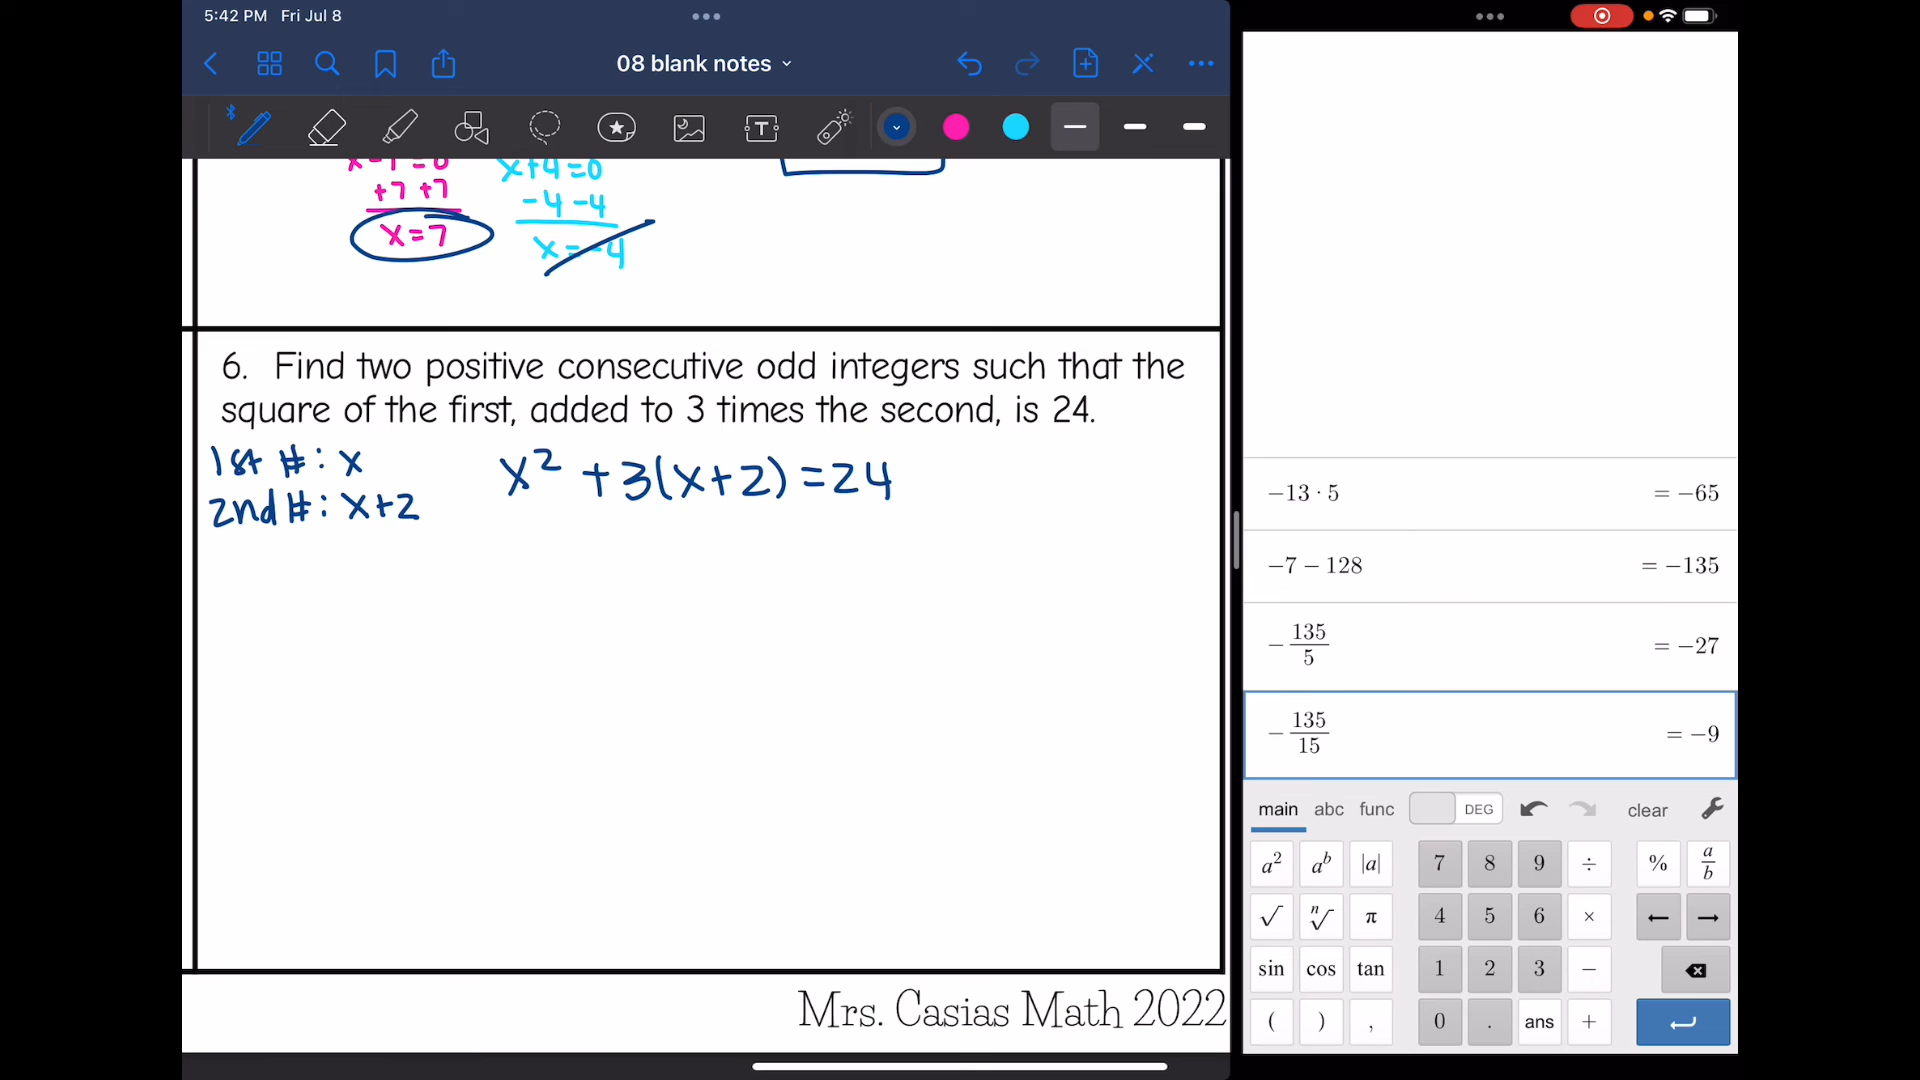 5:42 PM Fri Jul 8
08 blank notes
+7 +7
x=7
x+4=0
-4 -4
x=-4
6. Find two positive consecutive odd integers such that the
square of the first, added to 3 times the second, is 24.
1st #: x
2nd #: x+2
x² +3(x+2)=24
Mrs. Casias Math 2022
−13 · 5 = −65
−7 − 128 = −135
−135/5 = −27
−135/15 = −9
main abc func DEG clear
a² aᵇ |a| 7 8 9 ÷ % a/b
√ ⁿ√ π 4 5 6 × ← →
sin cos tan 1 2 3 −
( ) , 0 . ans +